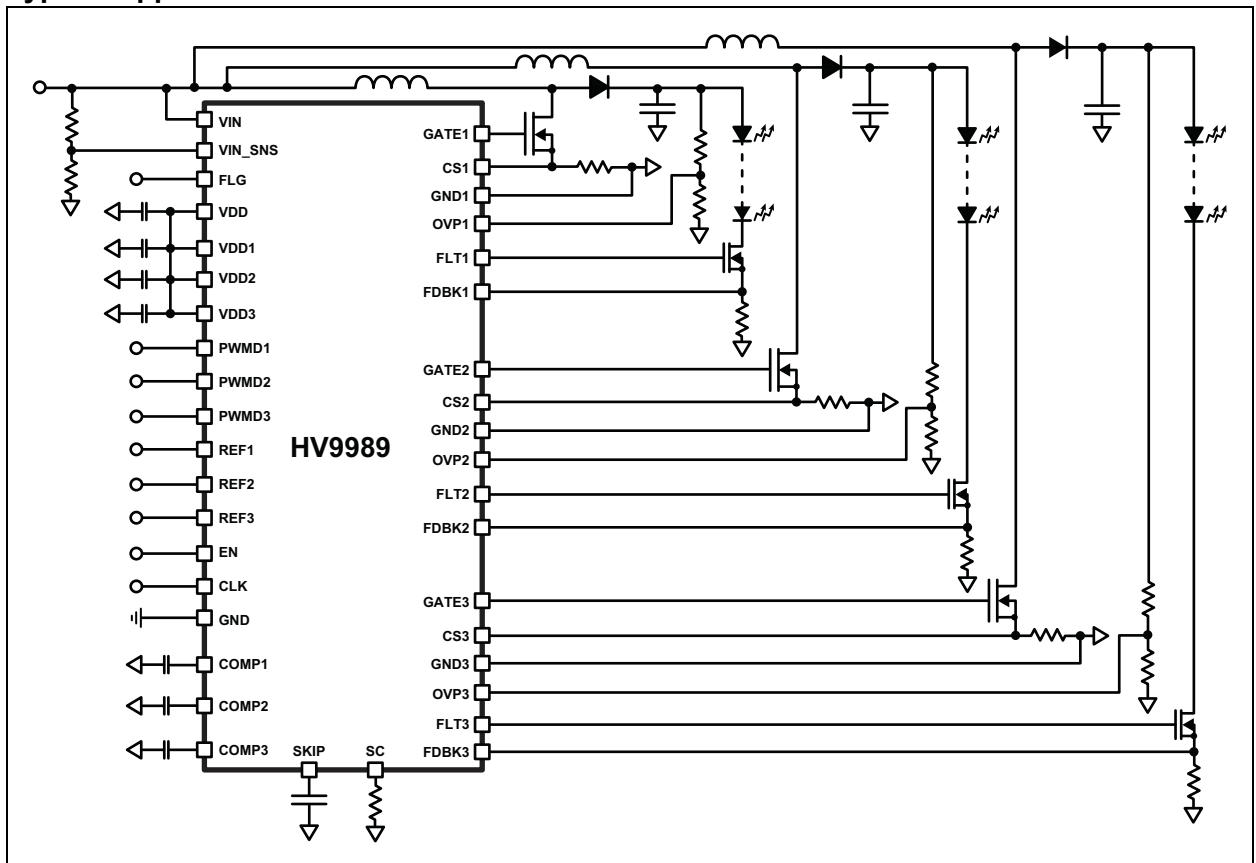 VIN
VIN_SNS
FLG
VDD
VDD1
VDD2
VDD3
PWMD1
PWMD2
PWMD3
REF1
REF2
REF3
EN
CLK
GND
COMP1
COMP2
COMP3
HV9989
SKIP
SC
GATE1
CS1
GND1
OVP1
FLT1
FDBK1
GATE2
CS2
GND2
OVP2
FLT2
FDBK2
GATE3
CS3
GND3
OVP3
FLT3
FDBK3